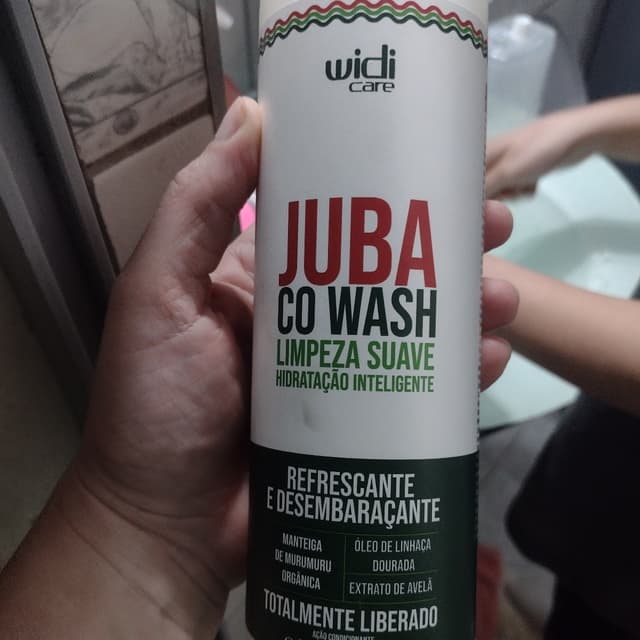 widi
care
JUBA
CO WASH
LIMPEZA SUAVE
HIDRATAÇÃO INTELIGENTE
REFRESCANTE
E DESEMBARAÇANTE
MANTEIGA
DE MURUMURU
ORGÂNICA
ÓLEO DE LINHAÇA
DOURADA
EXTRATO DE AVELÃ
TOTALMENTE LIBERADO
AÇÃO CONDICIONANTE